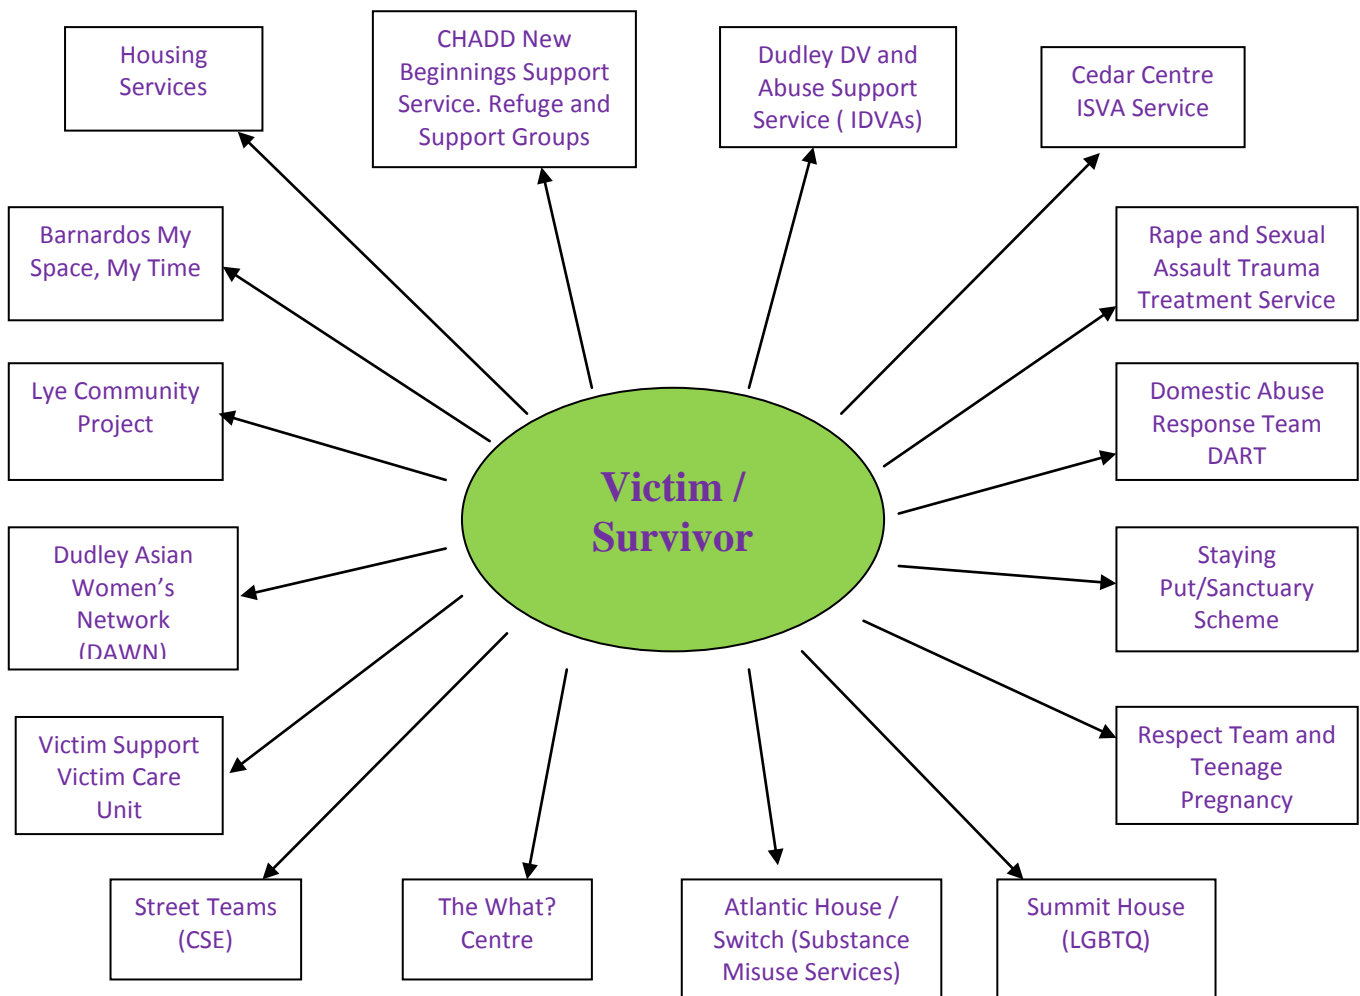 Housing
Services
CHADD New
Beginnings Support
Service. Refuge and
Support Groups
Dudley DV and
Abuse Support
Service ( IDVAs)
Cedar Centre
ISVA Service
Barnardos My
Space, My Time
Rape and Sexual
Assault Trauma
Treatment Service
Lye Community
Project
Domestic Abuse
Response Team
DART
Victim /
Survivor
Dudley Asian
Women’s
Network
(DAWN)
Staying
Put/Sanctuary
Scheme
Victim Support
Victim Care
Unit
Respect Team and
Teenage
Pregnancy
Street Teams
(CSE)
The What?
Centre
Atlantic House /
Switch (Substance
Misuse Services)
Summit House
(LGBTQ)